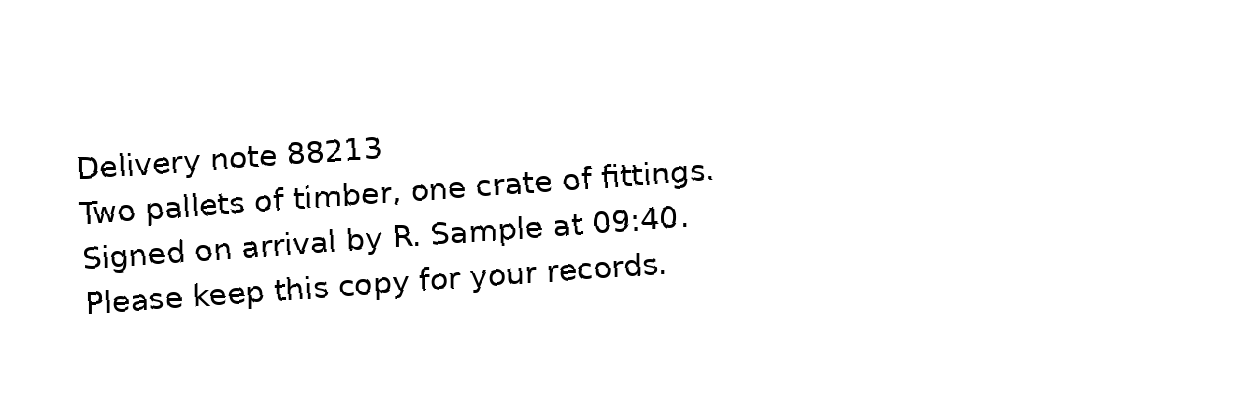 Delivery note 88213
Two pallets of timber, one crate of fittings.
Signed on arrival by R. Sample at 09:40.
Please keep this copy for your records.